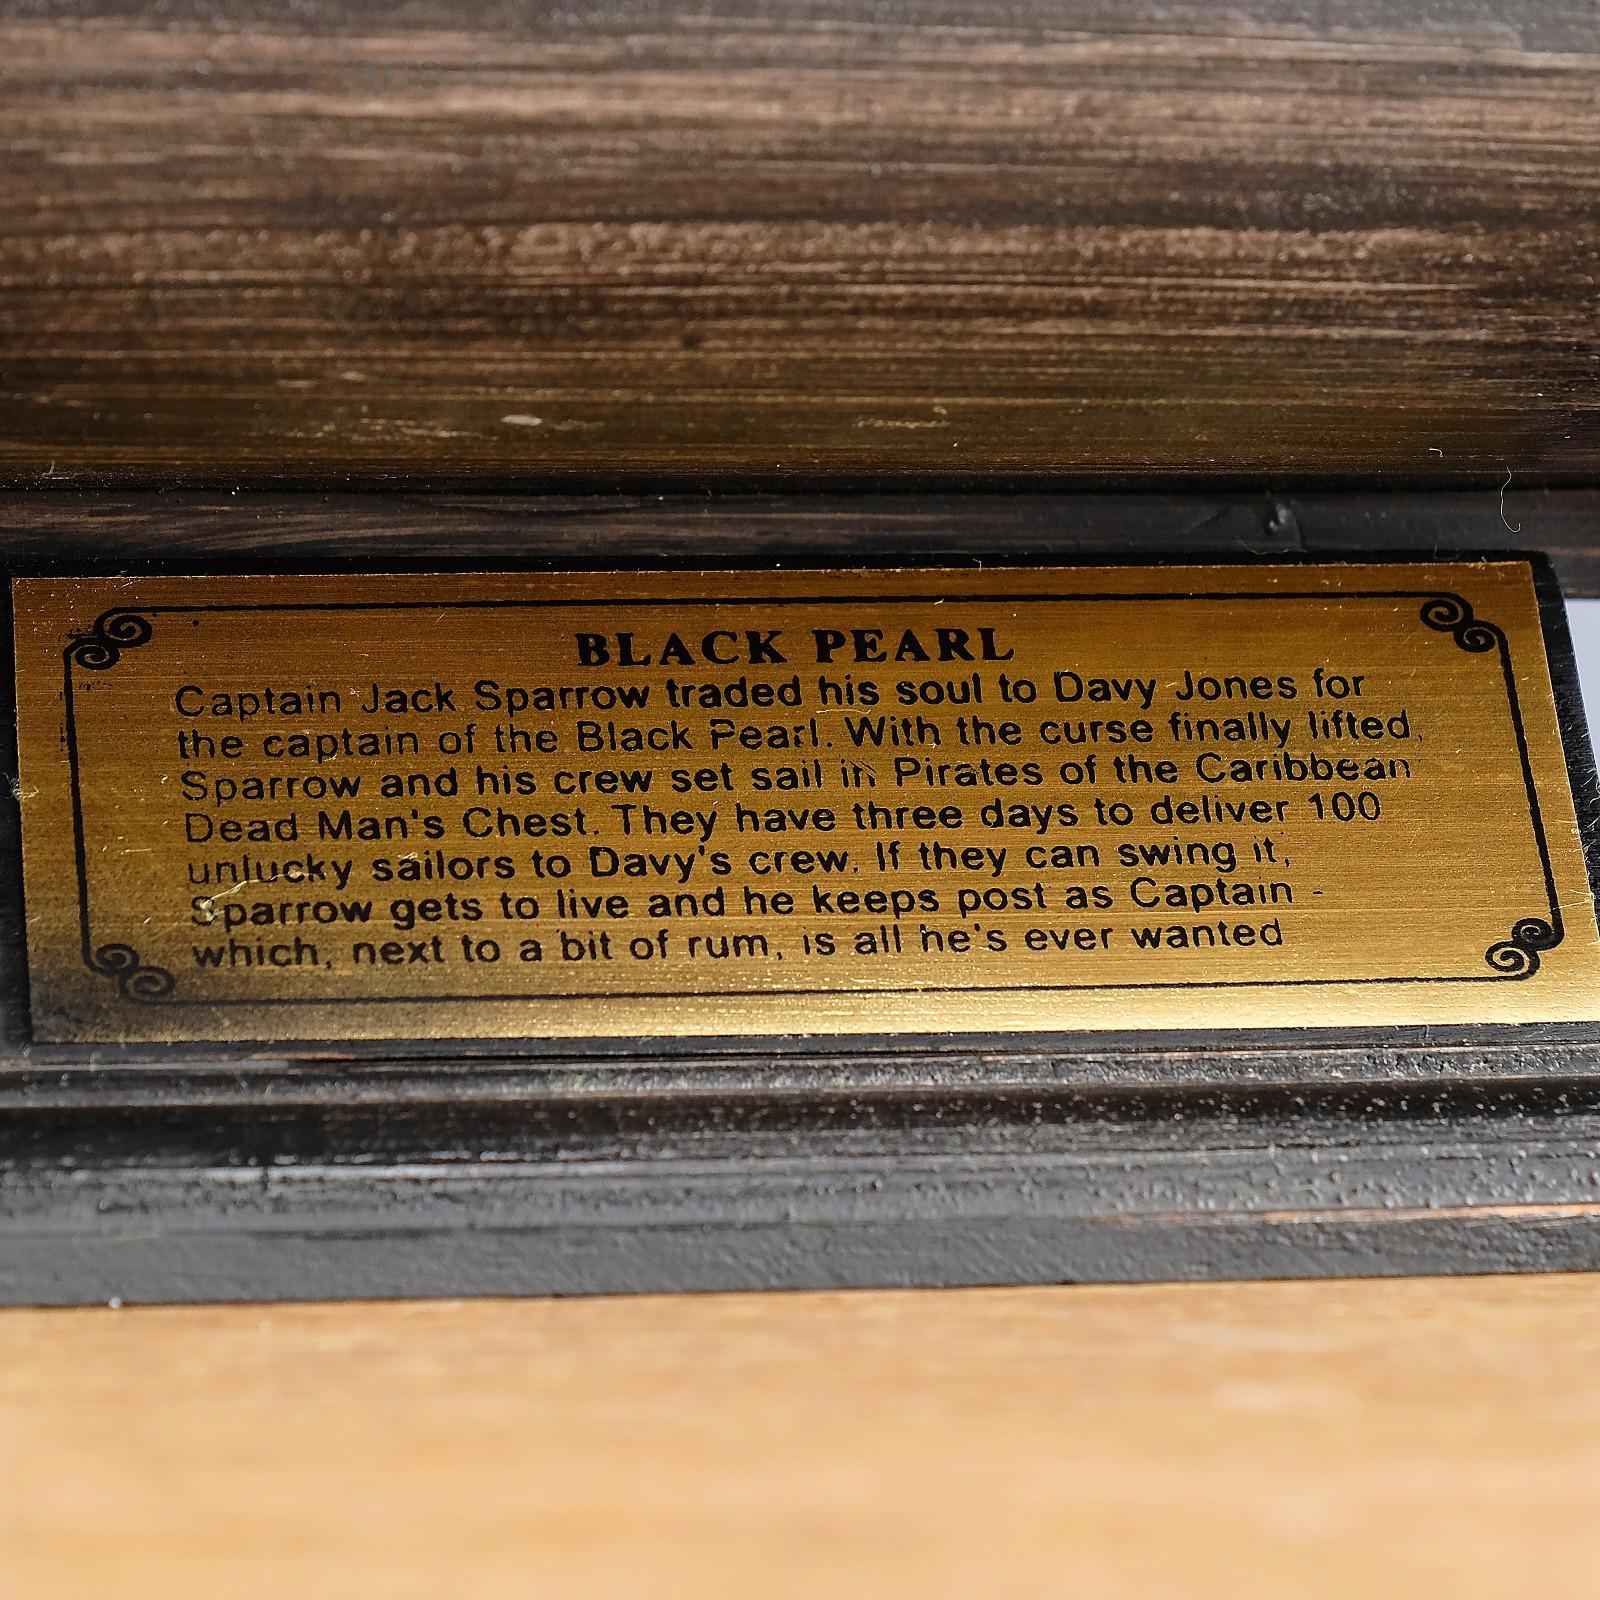 BLACK PEARL
Captain Jack Sparrow traded his soul to Davy Jones for
the captain of the Black Pearl. With the curse finally lifted,
Sparrow and his crew set sail in Pirates of the Caribbean
Dead Man's Chest. They have three days to deliver 100
unlucky sailors to Davy's crew. If they can swing it,
Sparrow gets to live and he keeps post as Captain -
which, next to a bit of rum, is all he's ever wanted